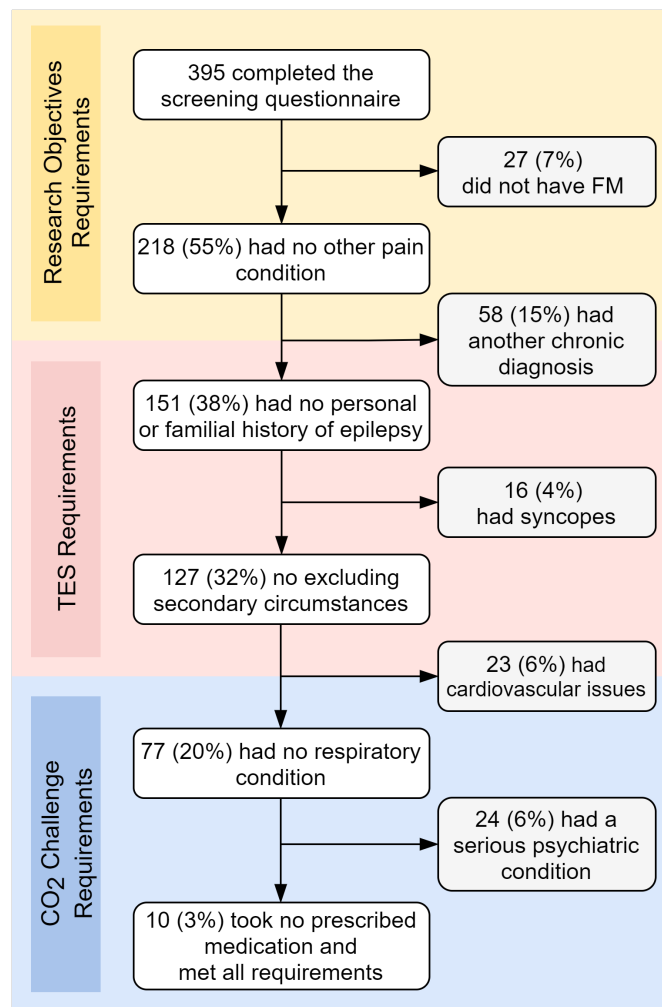 Research Objectives
Requirements
395 completed the
screening questionnaire
27 (7%)
did not have FM
218 (55%) had no other pain
condition
58 (15%) had
another chronic
diagnosis
TES Requirements
151 (38%) had no personal
or familial history of epilepsy
16 (4%)
had syncopes
127 (32%) no excluding
secondary circumstances
23 (6%) had
cardiovascular issues
CO2 Challenge
Requirements
77 (20%) had no respiratory
condition
24 (6%) had a
serious psychiatric
condition
10 (3%) took no prescribed
medication and
met all requirements